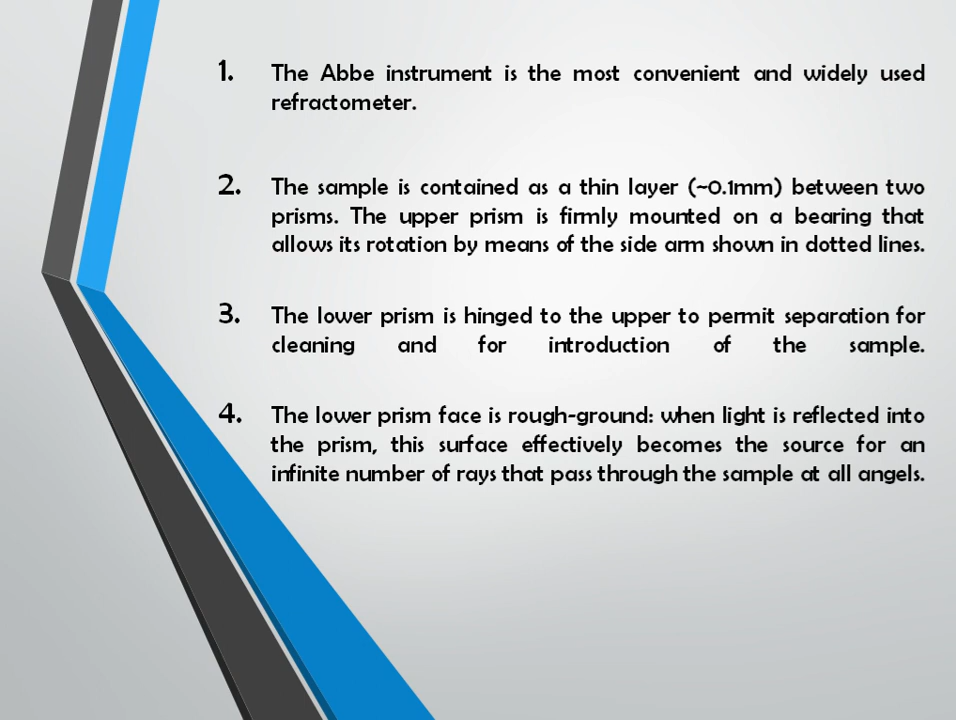 1. The Abbe instrument is the most convenient and widely used
refractometer.
2. The sample is contained as a thin layer (~0.1mm) between two
prisms. The upper prism is firmly mounted on a bearing that
allows its rotation by means of the side arm shown in dotted lines.
3. The lower prism is hinged to the upper to permit separation for
cleaning and for introduction of the sample.
4. The lower prism face is rough-ground: when light is reflected into
the prism, this surface effectively becomes the source for an
infinite number of rays that pass through the sample at all angels.